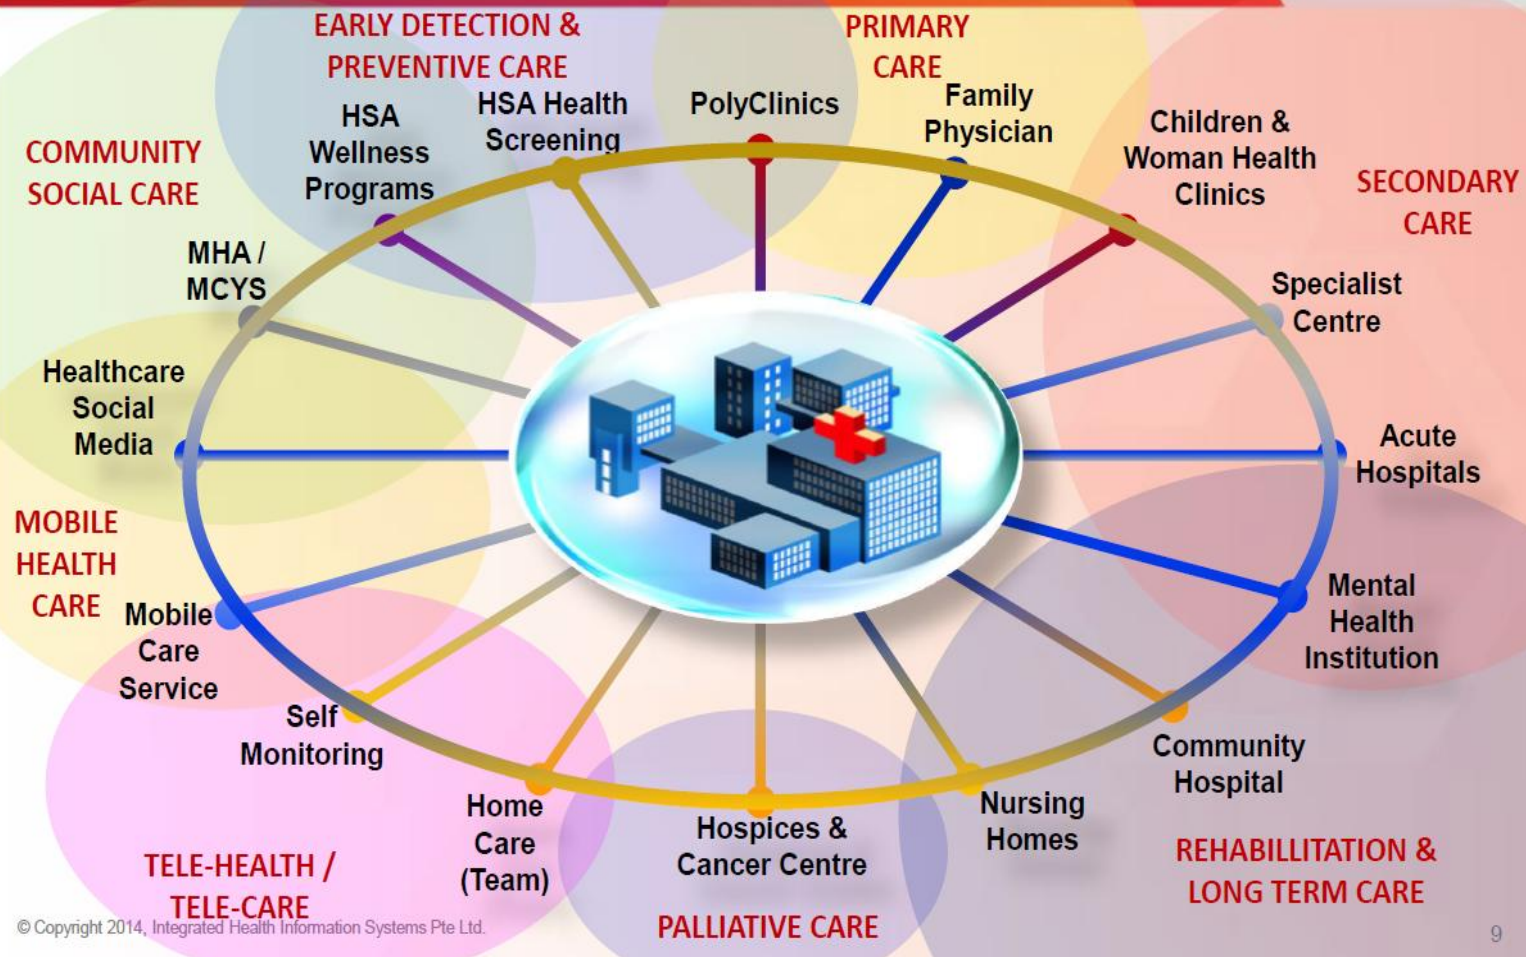 EARLY DETECTION &
PREVENTIVE CARE
PRIMARY
CARE
HSA Health
Screening
PolyClinics
Family
Physician
HSA
Wellness
Programs
Children &
Woman Health
Clinics
COMMUNITY
SOCIAL CARE
SECONDARY
CARE
MHA /
MCYS
Specialist
Centre
Healthcare
Social
Media
Acute
Hospitals
MOBILE
HEALTH
CARE
Mobile
Care
Service
Mental
Health
Institution
Self
Monitoring
Community
Hospital
Home
Care
(Team)
Hospices &
Cancer Centre
Nursing
Homes
TELE-HEALTH /
TELE-CARE
PALLIATIVE CARE
REHABILLITATION &
LONG TERM CARE
© Copyright 2014, Integrated Health Information Systems Pte Ltd.
9